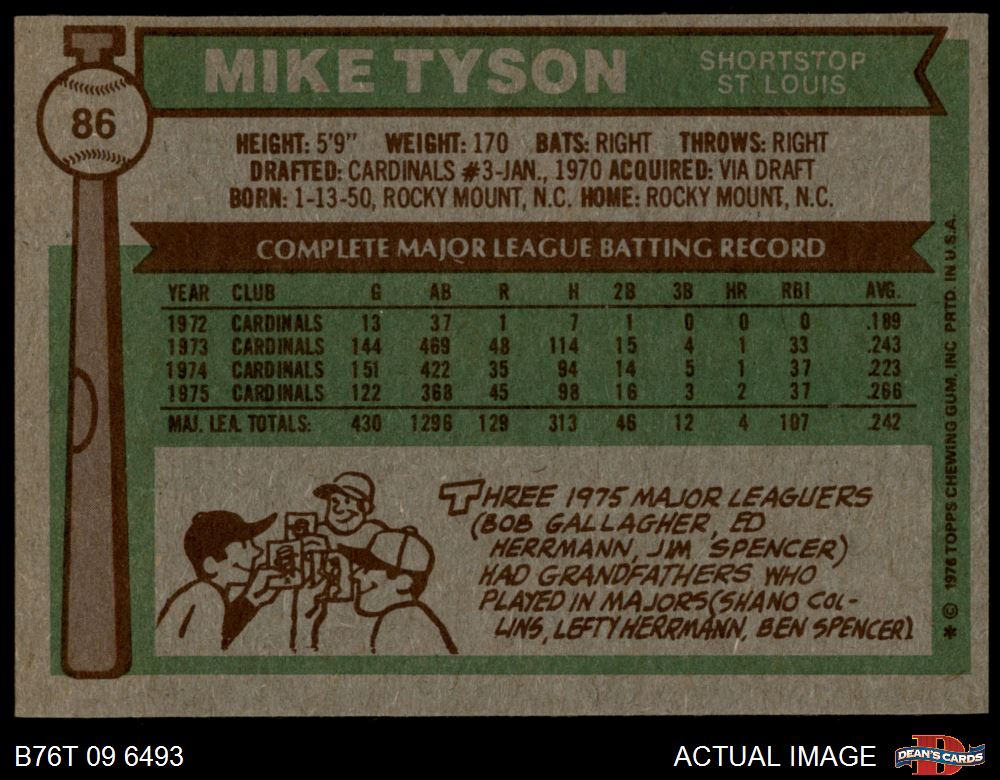 MIKE TYSON
SHORTSTOP
ST. LOUIS
86
HEIGHT: 5'9" WEIGHT: 170 BATS: RIGHT THROWS: RIGHT
DRAFTED: CARDINALS #3-JAN., 1970 ACQUIRED: VIA DRAFT
BORN: 1-13-50, ROCKY MOUNT, N.C. HOME: ROCKY MOUNT, N.C.
COMPLETE MAJOR LEAGUE BATTING RECORD
YEAR CLUB G AB R H 2B 3B HR RBI AVG.
1972 CARDINALS 13 37 1 7 1 0 0 0 .189
1973 CARDINALS 144 469 48 114 15 4 1 33 .243
1974 CARDINALS 151 422 35 94 14 5 1 37 .223
1975 CARDINALS 122 368 45 98 16 3 2 37 .266
MAJ. LEA. TOTALS: 430 1296 129 313 46 12 4 107 .242
THREE 1975 MAJOR LEAGUERS
(BOB GALLAGHER, ED
HERRMANN, JIM SPENCER)
HAD GRANDFATHERS WHO
PLAYED IN MAJORS (SHANO COL-
LINS, LEFTY HERRMANN, BEN SPENCER)
* © 1976 TOPPS CHEWING GUM, INC PRTD. IN U.S.A.
B76T 09 6493
ACTUAL IMAGE
DEAN'S CARDS